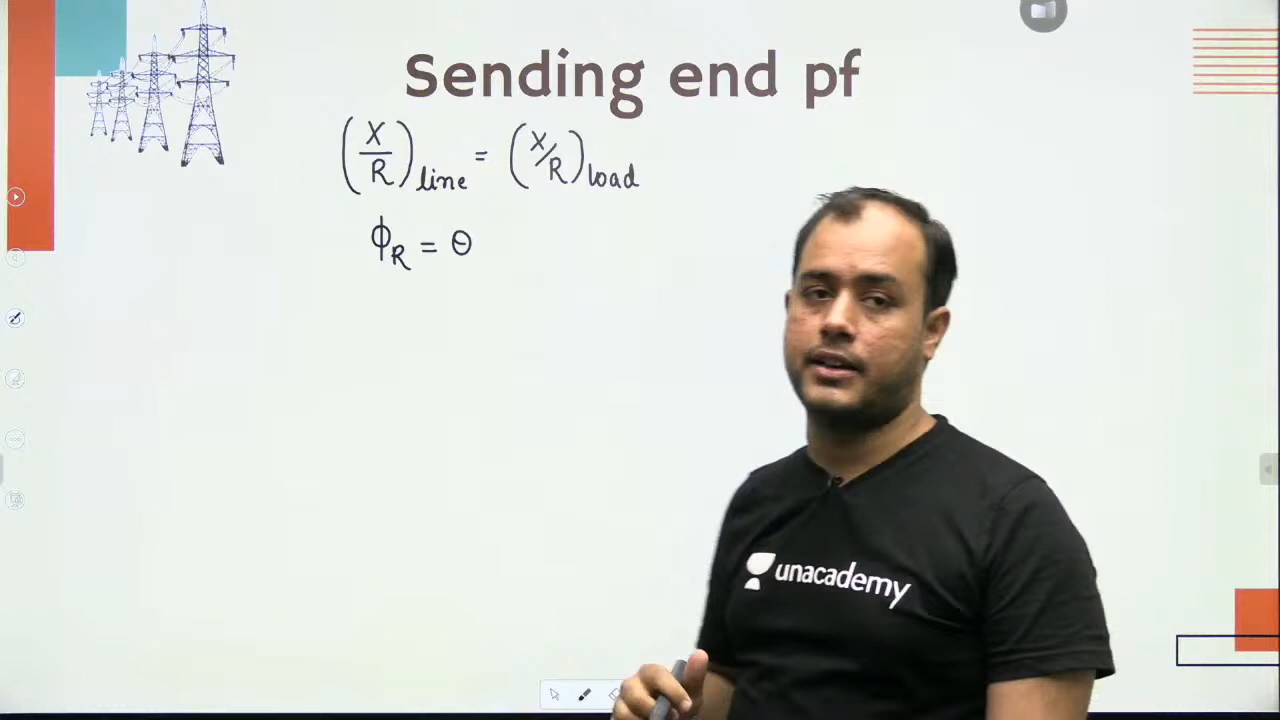 Sending end pf
(X/R)line = (X/R)load
ϕR = θ
unacademy